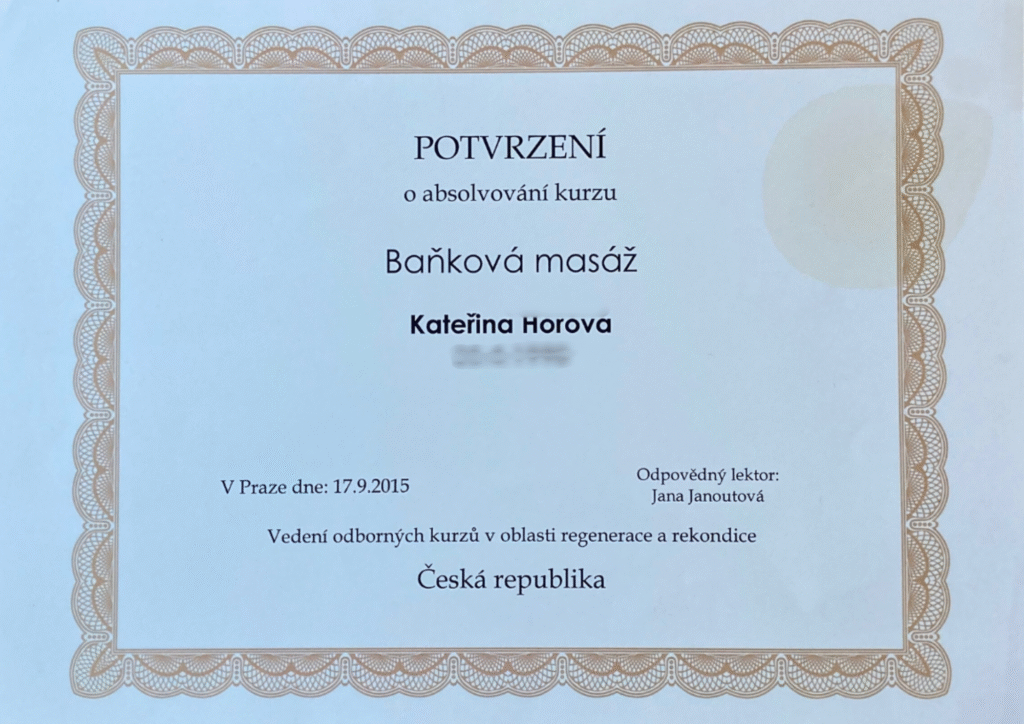 POTVRZENÍ
o absolvování kurzu
Baňková masáž
Kateřina Horová
V Praze dne: 17.9.2015
Odpovědný lektor:
Jana Janoutová
Vedení odborných kurzů v oblasti regenerace a rekondice
Česká republika